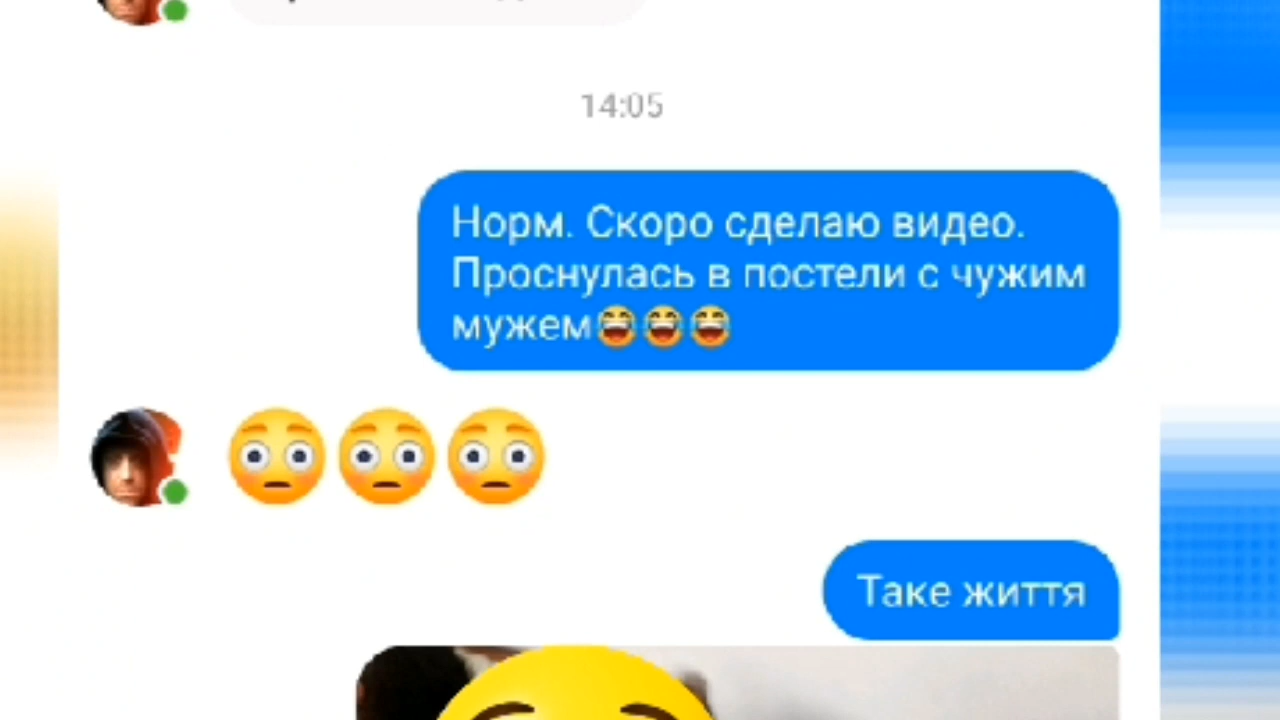 14:05
Норм. Скоро сделаю видео.
Проснулась в постели с чужим
мужем😂😂😂
😳😳😳
Таке життя